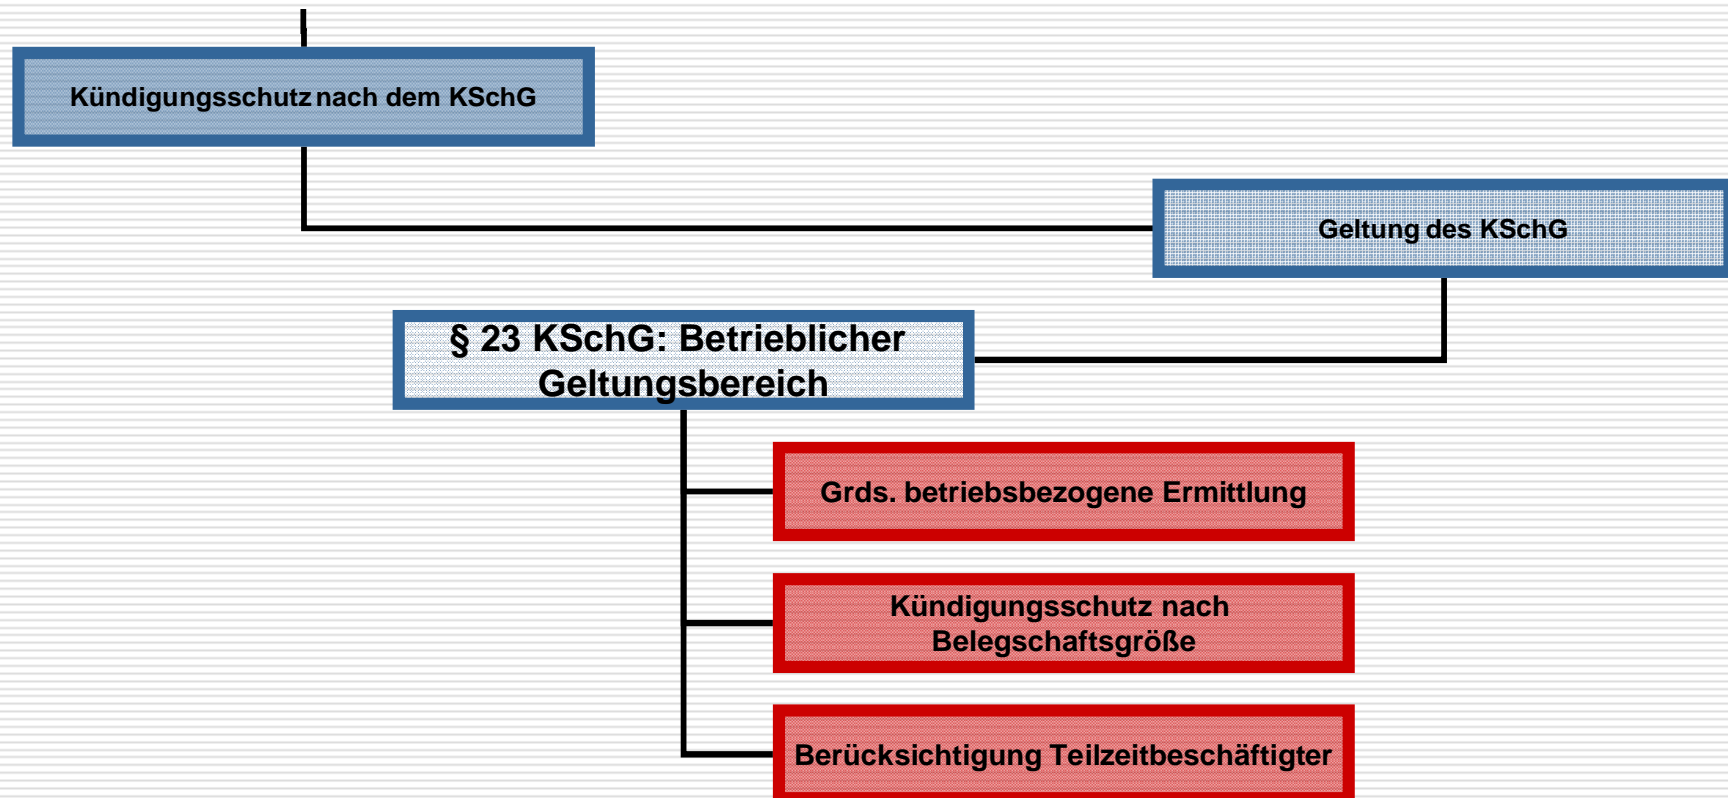 Kündigungsschutz nach dem KSchG
Geltung des KSchG
§ 23 KSchG: Betrieblicher
Geltungsbereich
Grds. betriebsbezogene Ermittlung
Kündigungsschutz nach
Belegschaftsgröße
Berücksichtigung Teilzeitbeschäftigter